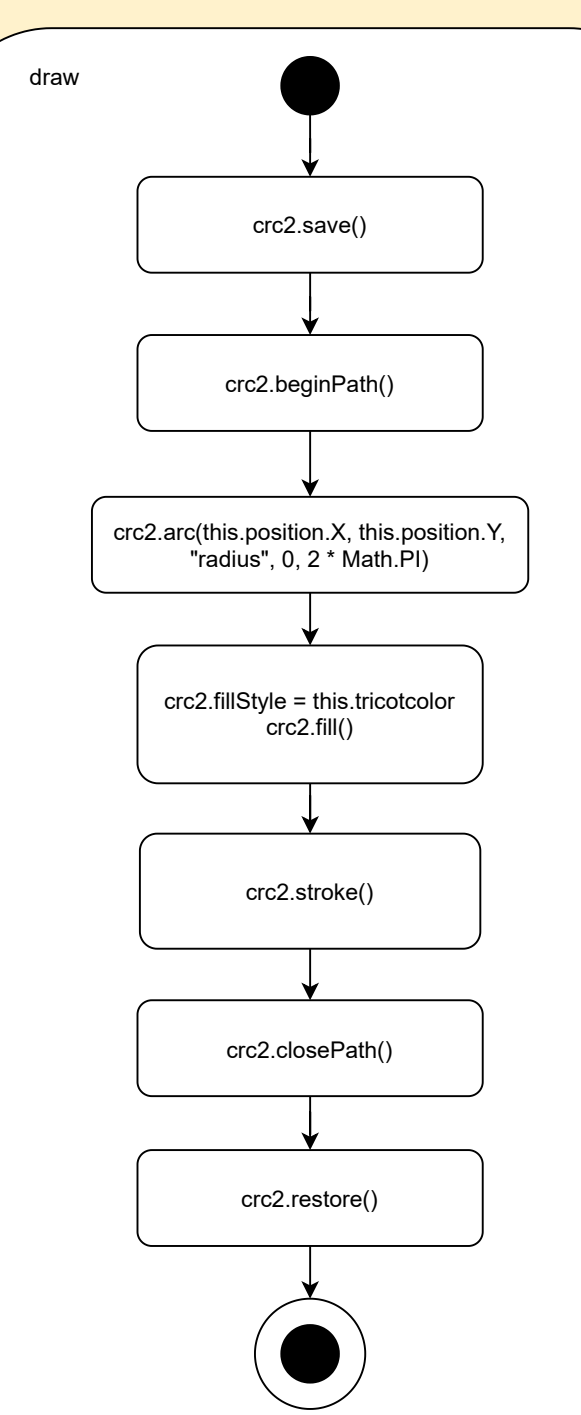 draw
crc2.save()
crc2.beginPath()
crc2.arc(this.position.X, this.position.Y,
"radius", 0, 2 * Math.PI)
crc2.fillStyle = this.tricotcolor
crc2.fill()
crc2.stroke()
crc2.closePath()
crc2.restore()